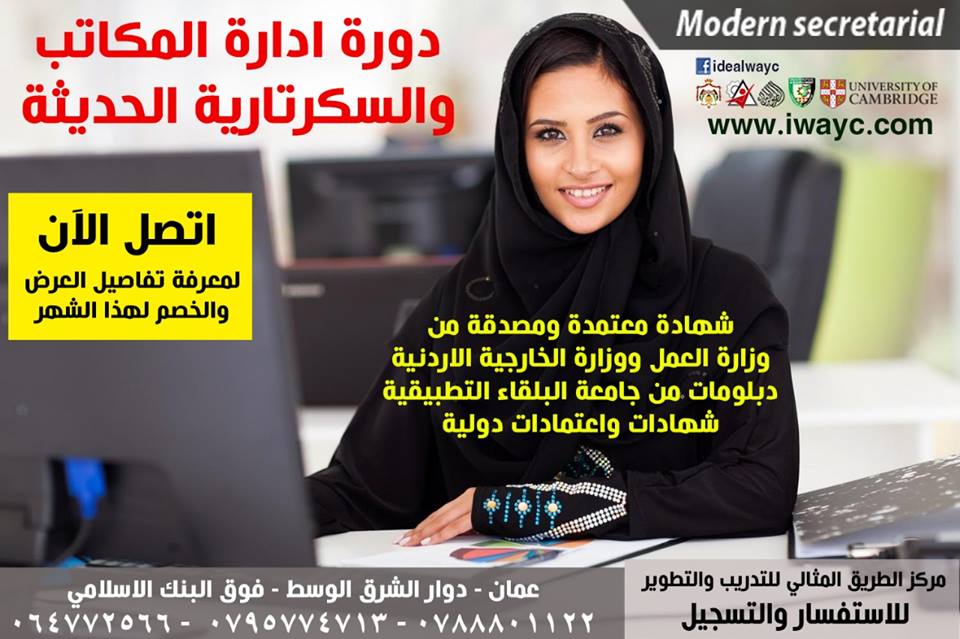 دورة ادارة المكاتب
والسكرتارية الحديثة
Modern secretarial
idealwayc
UNIVERSITY OF
CAMBRIDGE
www.iwayc.com
اتصل الآن
لمعرفة تفاصيل العرض
والخصم لهذا الشهر
شهادة معتمدة ومصدقة من
وزارة العمل ووزارة الخارجية الاردنية
دبلومات من جامعة البلقاء التطبيقية
شهادات واعتمادات دولية
مركز الطريق المثالي للتدريب والتطوير
للاستفسار والتسجيل
عمان - دوار الشرق الوسط - فوق البنك الاسلامي
٠٦٤٧٧٢٥٦٦ - ٠٧٩٥٧٧٤٧١٣ - ٠٧٨٨٨٠١١٢٢